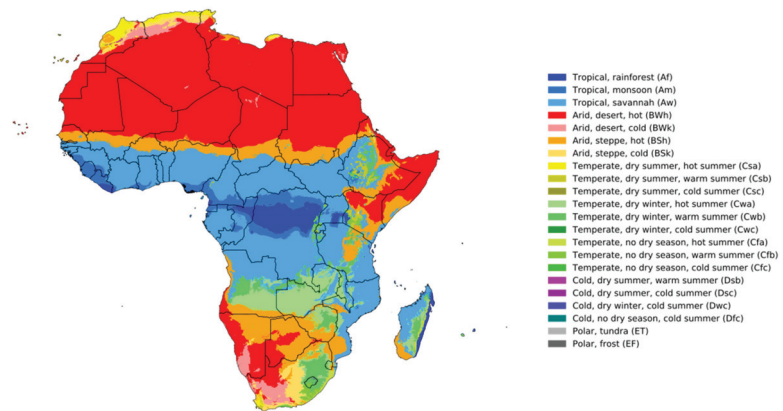 Tropical, rainforest (Af)
Tropical, monsoon (Am)
Tropical, savannah (Aw)
Arid, desert, hot (BWh)
Arid, desert, cold (BWk)
Arid, steppe, hot (BSh)
Arid, steppe, cold (BSk)
Temperate, dry summer, hot summer (Csa)
Temperate, dry summer, warm summer (Csb)
Temperate, dry summer, cold summer (Csc)
Temperate, dry winter, hot summer (Cwa)
Temperate, dry winter, warm summer (Cwb)
Temperate, dry winter, cold summer (Cwc)
Temperate, no dry season, hot summer (Cfa)
Temperate, no dry season, warm summer (Cfb)
Temperate, no dry season, cold summer (Cfc)
Cold, dry summer, warm summer (Dsb)
Cold, dry summer, cold summer (Dsc)
Cold, dry winter, cold summer (Dwc)
Cold, no dry season, cold summer (Dfc)
Polar, tundra (ET)
Polar, frost (EF)